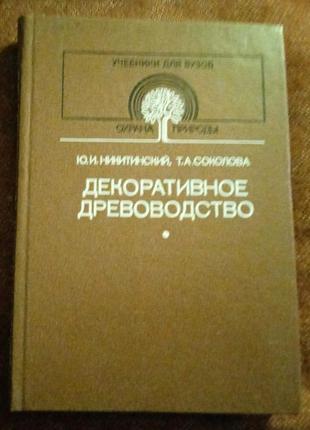 УЧЕБНИКИ ДЛЯ ВУЗОВ
ОХРАНА ПРИРОДЫ
Ю.И.НИКИТИНСКИЙ, Т.А.СОКОЛОВА
ДЕКОРАТИВНОЕ
ДРЕВОВОДСТВО